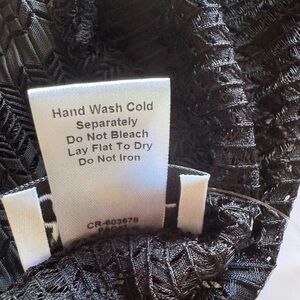 Hand Wash Cold
Separately
Do Not Bleach
Lay Flat To Dry
Do Not Iron
CR-603678